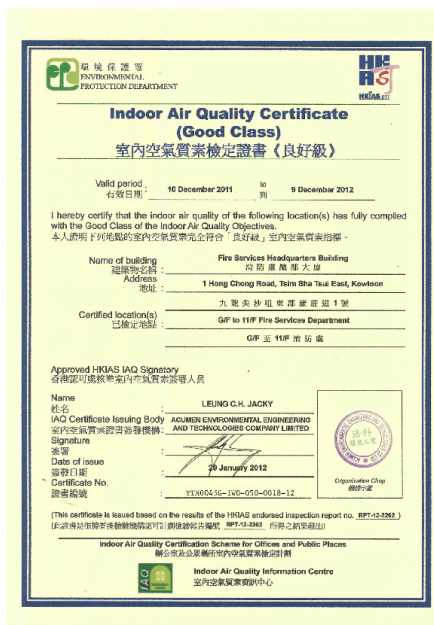 環境保護署
ENVIRONMENTAL
PROTECTION DEPARTMENT
HKIAS
Indoor Air Quality Certificate
(Good Class)
室內空氣質素檢定證書《良好級》
Valid period : 10 December 2011 to 9 December 2012
有效日期 到
I hereby certify that the indoor air quality of the following location(s) has fully complied
with the Good Class of the Indoor Air Quality Objectives.
本人證明下列地點的室內空氣質素完全符合「良好級」室內空氣質素指標。
Name of building : Fire Services Headquarters Building
建築物名稱 消防處總部大廈
Address : 1 Hong Chong Road, Tsim Sha Tsui East, Kowloon
地址
九龍尖沙咀東部康莊道1號
Certified location(s) : G/F to 11/F Fire Services Department
已檢定地點
G/F 至 11/F 消防處
Approved HKIAS IAQ Signatory
香港認可處核準室內空氣質素簽署人員
Name : LEUNG C.H. JACKY
姓名
IAQ Certificate Issuing Body : ACUMEN ENVIRONMENTAL ENGINEERING
室內空氣質素證書簽發機構 AND TECHNOLOGIES COMPANY LIMITED
Signature :
簽署
Date of issue : 20 January 2012
簽發日期
Certificate No. :
證書編號
Organisation Chop
機構印鑑
(This certificate is issued based on the results of the HKIAS endorsed inspection report no. RPT-12-2262 )
RPT-12-2262
Indoor Air Quality Certification Scheme for Offices and Public Places
辦公室及公眾場所室內空氣質素檢定計劃
IAQ
Indoor Air Quality Information Centre
室內空氣質素資訊中心